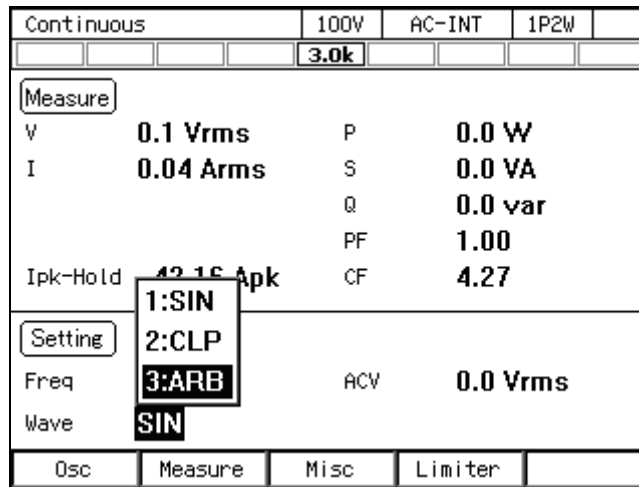 Continuous 100V AC-INT 1P2W
3.0k
Measure
V 0.1 Vrms P 0.0 W
I 0.04 Arms S 0.0 VA
Q 0.0 var
PF 1.00
Ipk-Hold Apk CF 4.27
1:SIN
Setting 2:CLP
Freq 3:ARB ACV 0.0 Vrms
Wave SIN
Osc Measure Misc Limiter